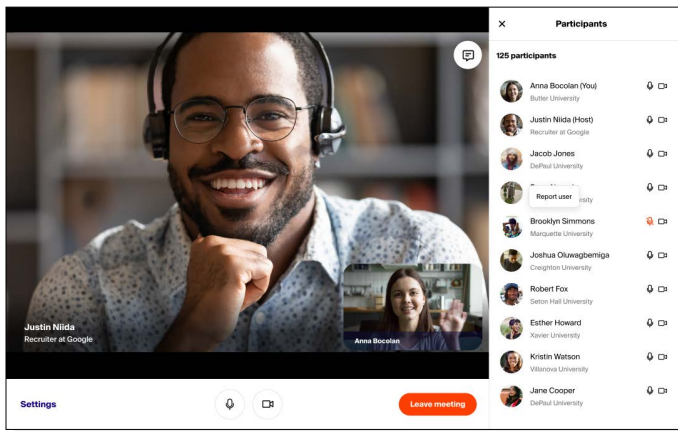 Participants
125 participants
Anna Bocolan (You)
Butler University
Justin Niida (Host)
Recruiter at Google
Jacob Jones
DePaul University
Report user
Brooklyn Simmons
Marquette University
Joshua Oluwagbemiga
Creighton University
Robert Fox
Seton Hall University
Esther Howard
Xavier University
Kristin Watson
Villanova University
Jane Cooper
DePaul University
Justin Niida
Recruiter at Google
Anna Bocolan
Settings
Leave meeting